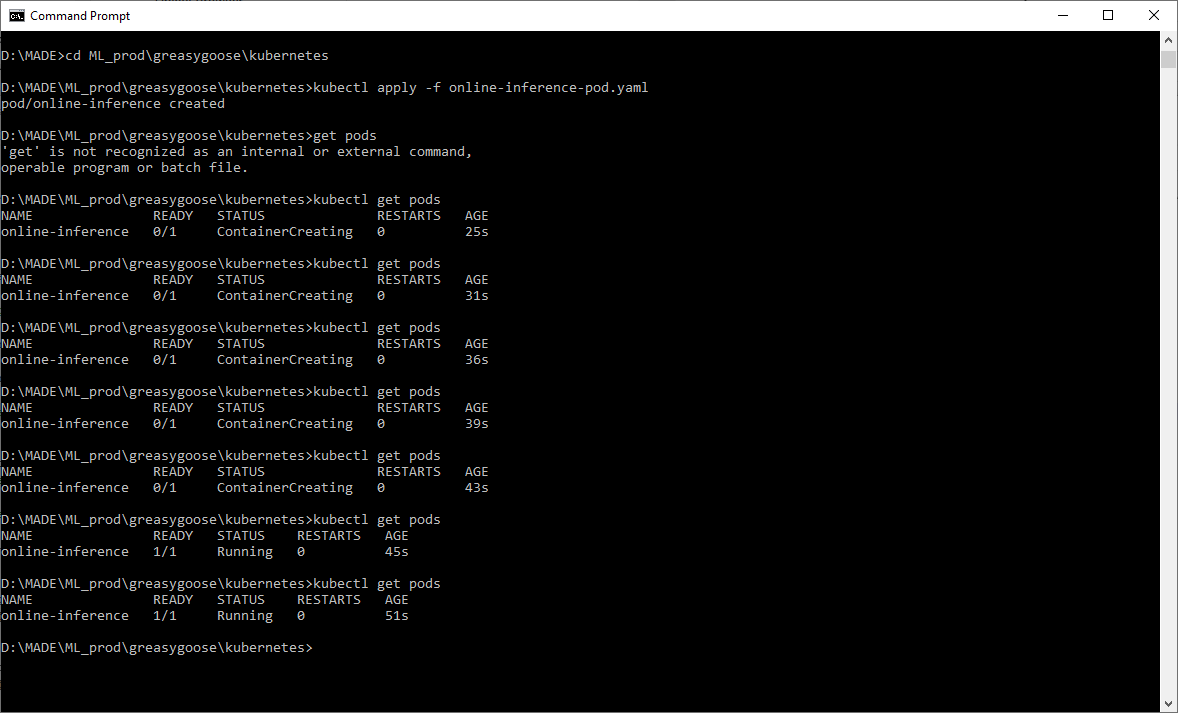 Command Prompt
D:\MADE>cd ML_prod\greasygoose\kubernetes
D:\MADE\ML_prod\greasygoose\kubernetes>kubectl apply -f online-inference-pod.yaml
pod/online-inference created
D:\MADE\ML_prod\greasygoose\kubernetes>get pods
'get' is not recognized as an internal or external command,
operable program or batch file.
D:\MADE\ML_prod\greasygoose\kubernetes>kubectl get pods
NAME               READY   STATUS              RESTARTS   AGE
online-inference   0/1     ContainerCreating   0          25s
D:\MADE\ML_prod\greasygoose\kubernetes>kubectl get pods
NAME               READY   STATUS              RESTARTS   AGE
online-inference   0/1     ContainerCreating   0          31s
D:\MADE\ML_prod\greasygoose\kubernetes>kubectl get pods
NAME               READY   STATUS              RESTARTS   AGE
online-inference   0/1     ContainerCreating   0          36s
D:\MADE\ML_prod\greasygoose\kubernetes>kubectl get pods
NAME               READY   STATUS              RESTARTS   AGE
online-inference   0/1     ContainerCreating   0          39s
D:\MADE\ML_prod\greasygoose\kubernetes>kubectl get pods
NAME               READY   STATUS              RESTARTS   AGE
online-inference   0/1     ContainerCreating   0          43s
D:\MADE\ML_prod\greasygoose\kubernetes>kubectl get pods
NAME               READY   STATUS    RESTARTS   AGE
online-inference   1/1     Running   0          45s
D:\MADE\ML_prod\greasygoose\kubernetes>kubectl get pods
NAME               READY   STATUS    RESTARTS   AGE
online-inference   1/1     Running   0          51s
D:\MADE\ML_prod\greasygoose\kubernetes>